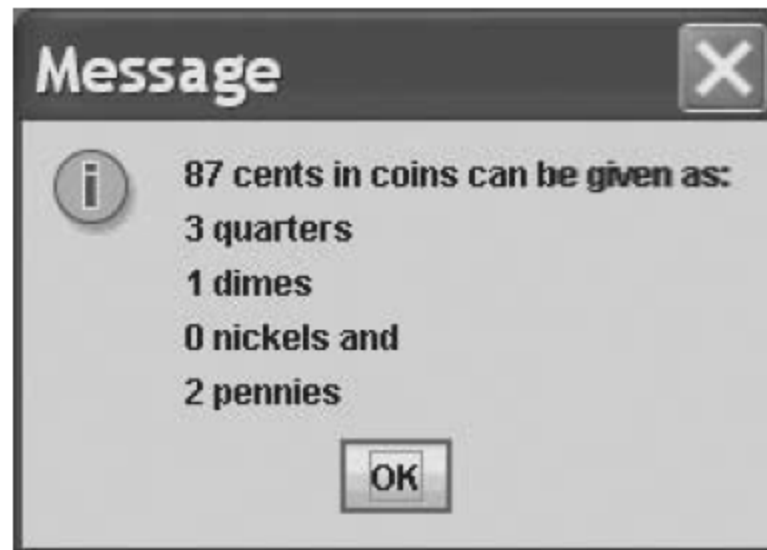 Message
87 cents in coins can be given as:
3 quarters
1 dimes
0 nickels and
2 pennies
OK